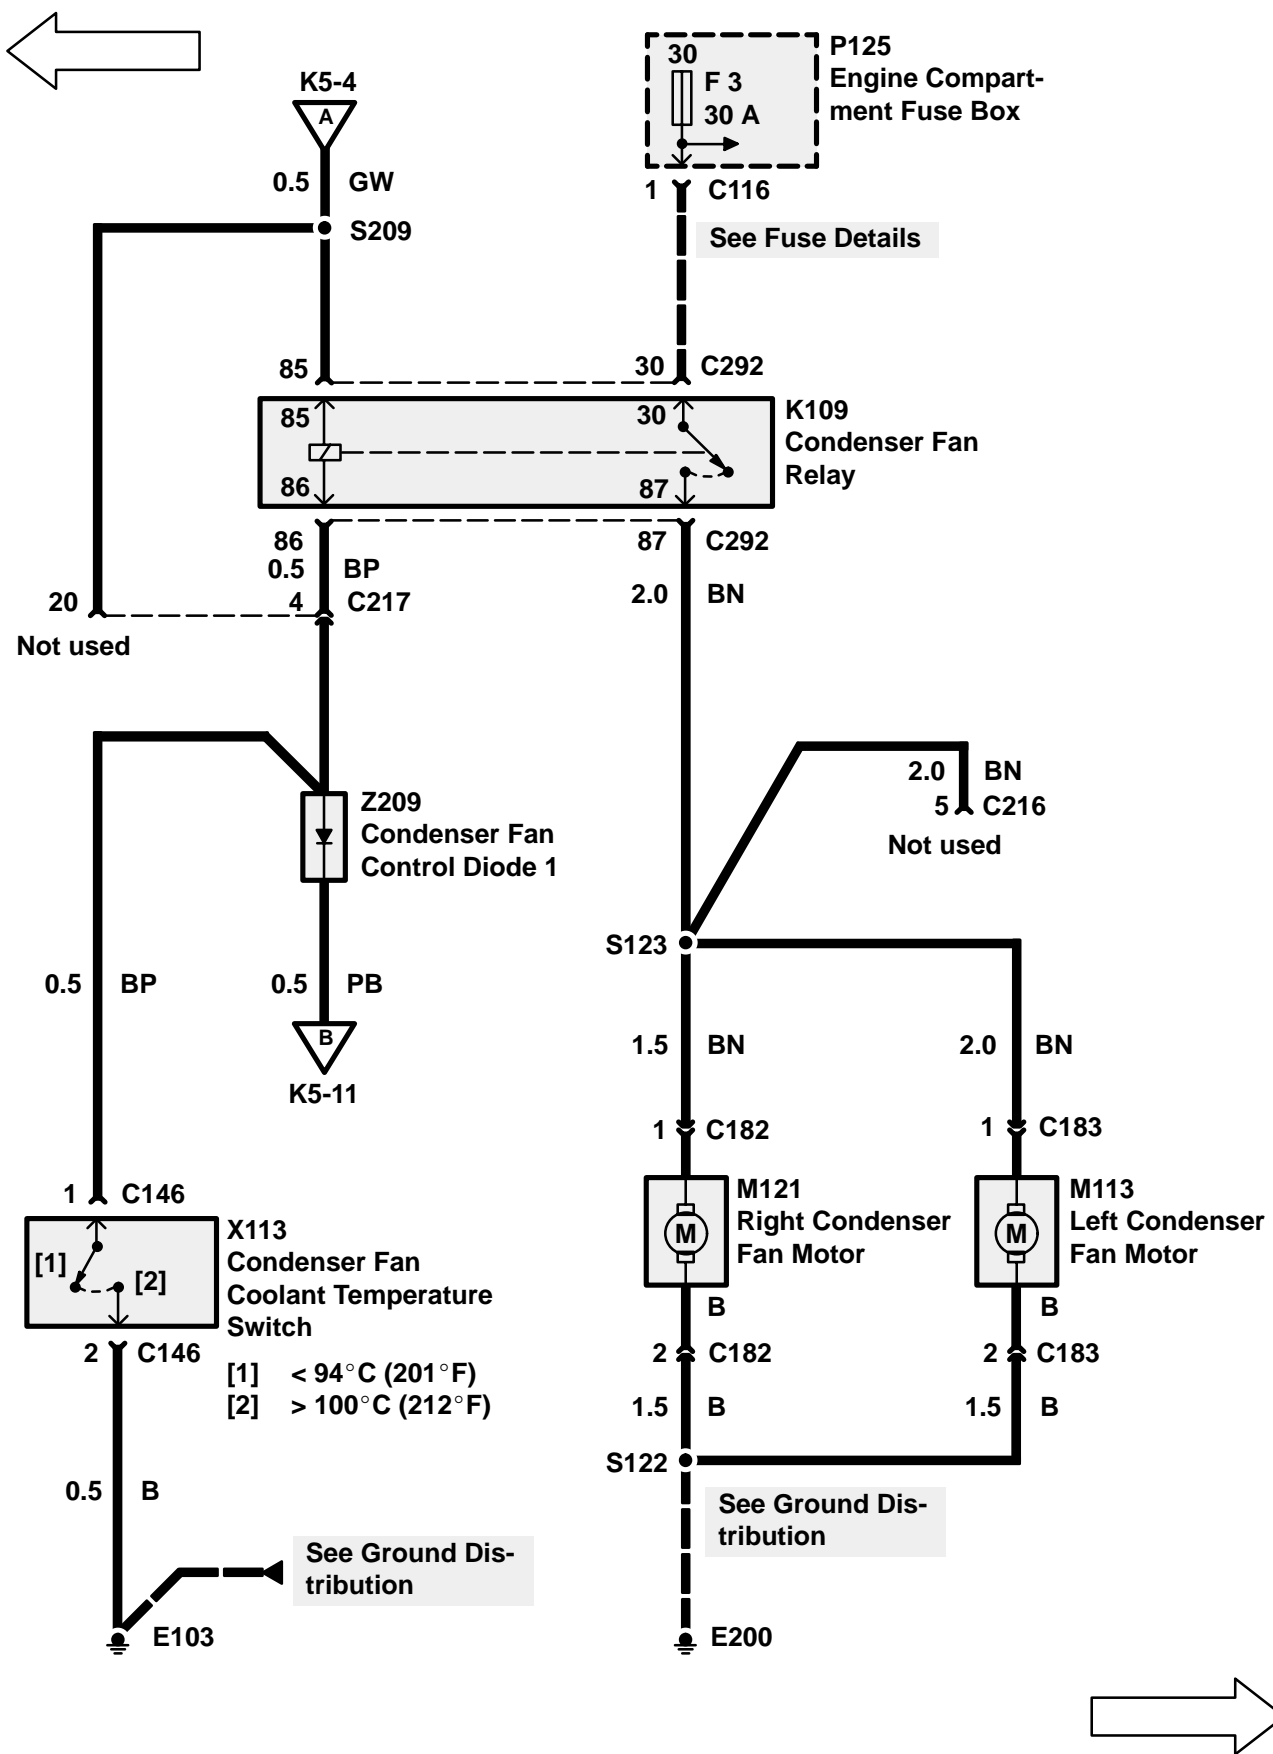 30
F 3
30 A
P125
Engine Compart-
ment Fuse Box
K5-4
A
0.5 GW
1 C116
S209
See Fuse Details
85
30 C292
85
30
K109
Condenser Fan
Relay
86
87
86
87 C292
0.5 BP
2.0 BN
20
4 C217
Not used
2.0 BN
5 C216
Not used
Z209
Condenser Fan
Control Diode 1
S123
0.5 BP
0.5 PB
B
K5-11
1.5 BN
2.0 BN
1 C182
1 C183
1 C146
M121
Right Condenser
Fan Motor
M
M113
Left Condenser
Fan Motor
M
X113
Condenser Fan
Coolant Temperature
Switch
[1]
[2]
B
B
2 C146
2 C182
2 C183
[1] < 94°C (201°F)
[2] > 100°C (212°F)
1.5 B
1.5 B
S122
0.5 B
See Ground Dis-
tribution
See Ground Dis-
tribution
E103
E200